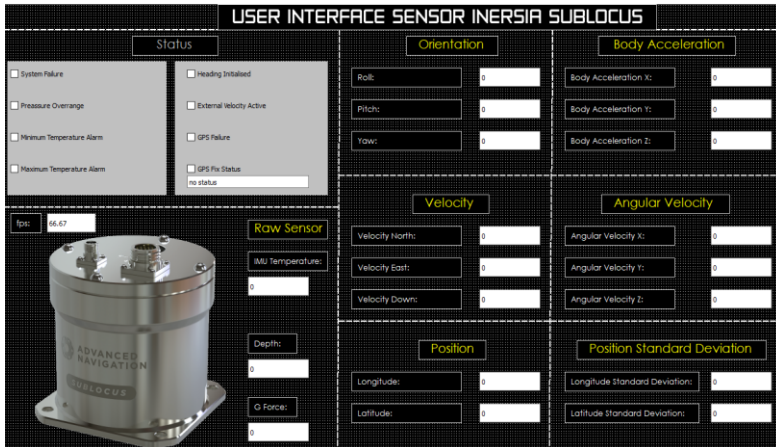 USER INTERFACE SENSOR INERSIA SUBLOCUS
Status
System Failure
Heading Initialised
Preassure Overrange
External Velocity Active
Minimum Temperature Alarm
GPS Failure
Maximum Temperature Alarm
GPS Fix Status
no status
fps:
66.67
Raw Sensor
IMU Temperature:
0
Depth:
0
G Force:
0
ADVANCED
NAVIGATION
SUBLOCUS
Orientation
Roll:
0
Pitch:
0
Yaw:
0
Body Acceleration
Body Acceleration X:
0
Body Acceleration Y:
0
Body Acceleration Z:
0
Velocity
Velocity North:
0
Velocity East:
0
Velocity Down:
0
Angular Velocity
Angular Velocity X:
0
Angular Velocity Y:
0
Angular Velocity Z:
0
Position
Longitude:
0
Latitude:
0
Position Standard Deviation
Longitude Standard Deviation:
0
Latitude Standard Deviation:
0